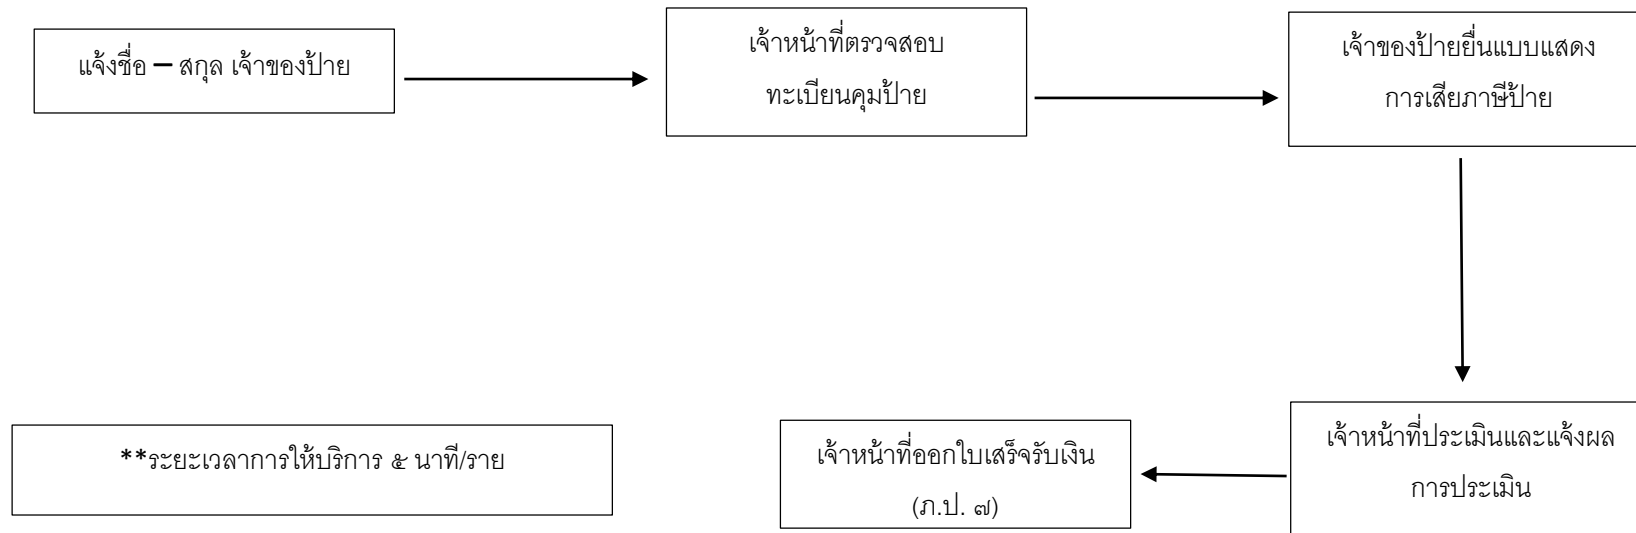 แจ้งชื่อ – สกุล เจ้าของป้าย
เจ้าหน้าที่ตรวจสอบ
ทะเบียนคุมป้าย
เจ้าของป้ายยื่นแบบแสดง
การเสียภาษีป้าย
เจ้าหน้าที่ประเมินและแจ้งผล
การประเมิน
เจ้าหน้าที่ออกใบเสร็จรับเงิน
(ภ.ป. ๗)
**ระยะเวลาการให้บริการ ๕ นาที/ราย